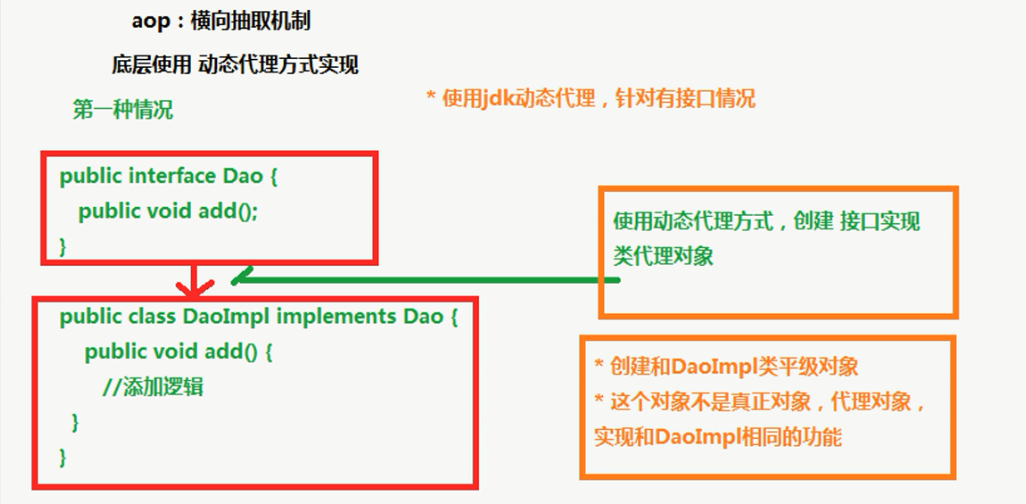 aop：横向抽取机制
底层使用 动态代理方式实现
第一种情况
* 使用jdk动态代理，针对有接口情况
public interface Dao {
public void add();
}
使用动态代理方式，创建 接口实现
类代理对象
public class DaoImpl implements Dao {
public void add() {
//添加逻辑
}
}
* 创建和DaoImpl类平级对象
* 这个对象不是真正对象，代理对象，
实现和DaoImpl相同的功能